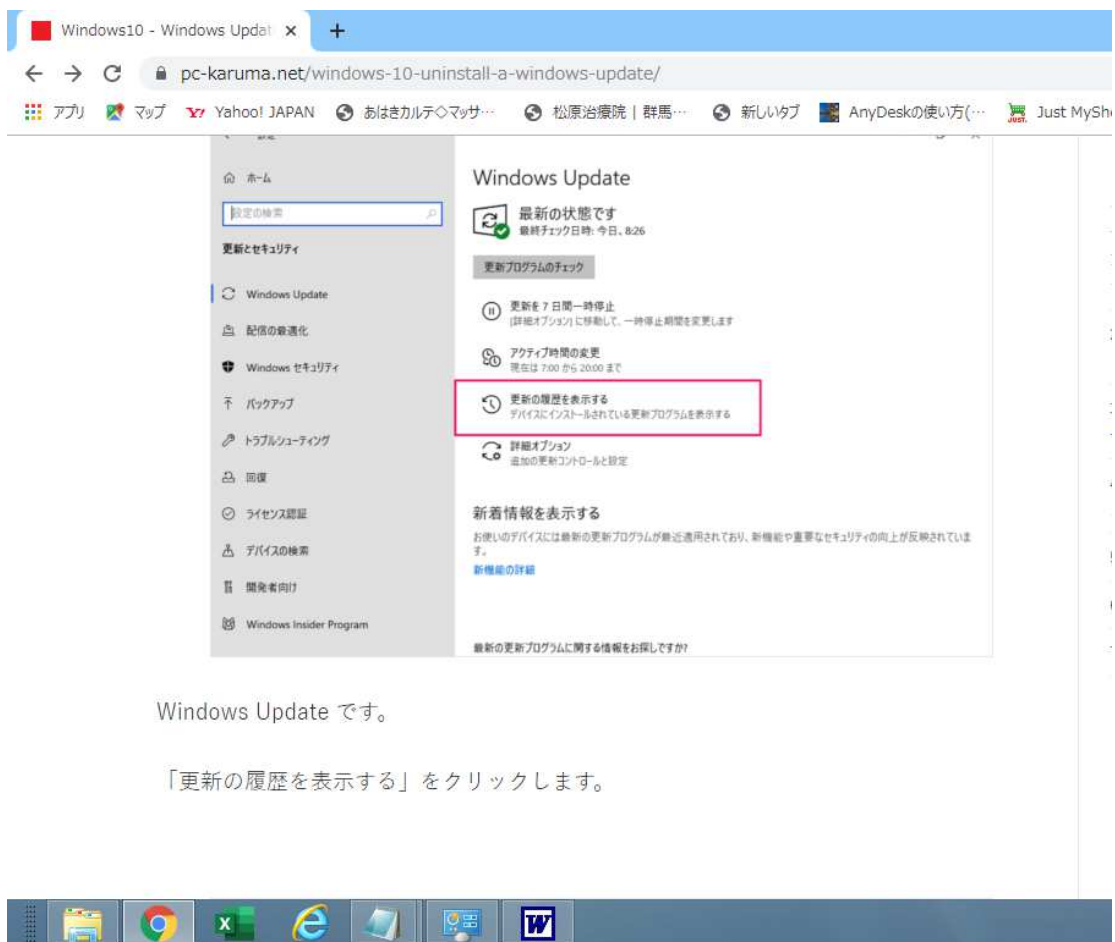 Windows10 - Windows Updat
pc-karuma.net/windows-10-uninstall-a-windows-update/
アプリ マップ Yahoo! JAPAN あはきカルテ◇マッサ… 松原治療院 | 群馬… 新しいタブ AnyDeskの使い方(… Just MySh
ホーム
設定の検索
更新とセキュリティ
Windows Update
配信の最適化
Windows セキュリティ
バックアップ
トラブルシューティング
回復
ライセンス認証
デバイスの検索
開発者向け
Windows Insider Program
Windows Update
最新の状態です
最終チェック日時: 今日、8:26
更新プログラムのチェック
更新を 7 日間一時停止
[詳細オプション] に移動して、一時停止期間を変更します
アクティブ時間の変更
現在は 7:00 から 20:00 まで
更新の履歴を表示する
デバイスにインストールされている更新プログラムを表示する
詳細オプション
追加の更新コントロールと設定
新着情報を表示する
お使いのデバイスには最新の更新プログラムが最近適用されており、新機能や重要なセキュリティの向上が反映されていま
す。
新機能の詳細
最新の更新プログラムに関する情報をお探しですか?
Windows Update です。
「更新の履歴を表示する」をクリックします。